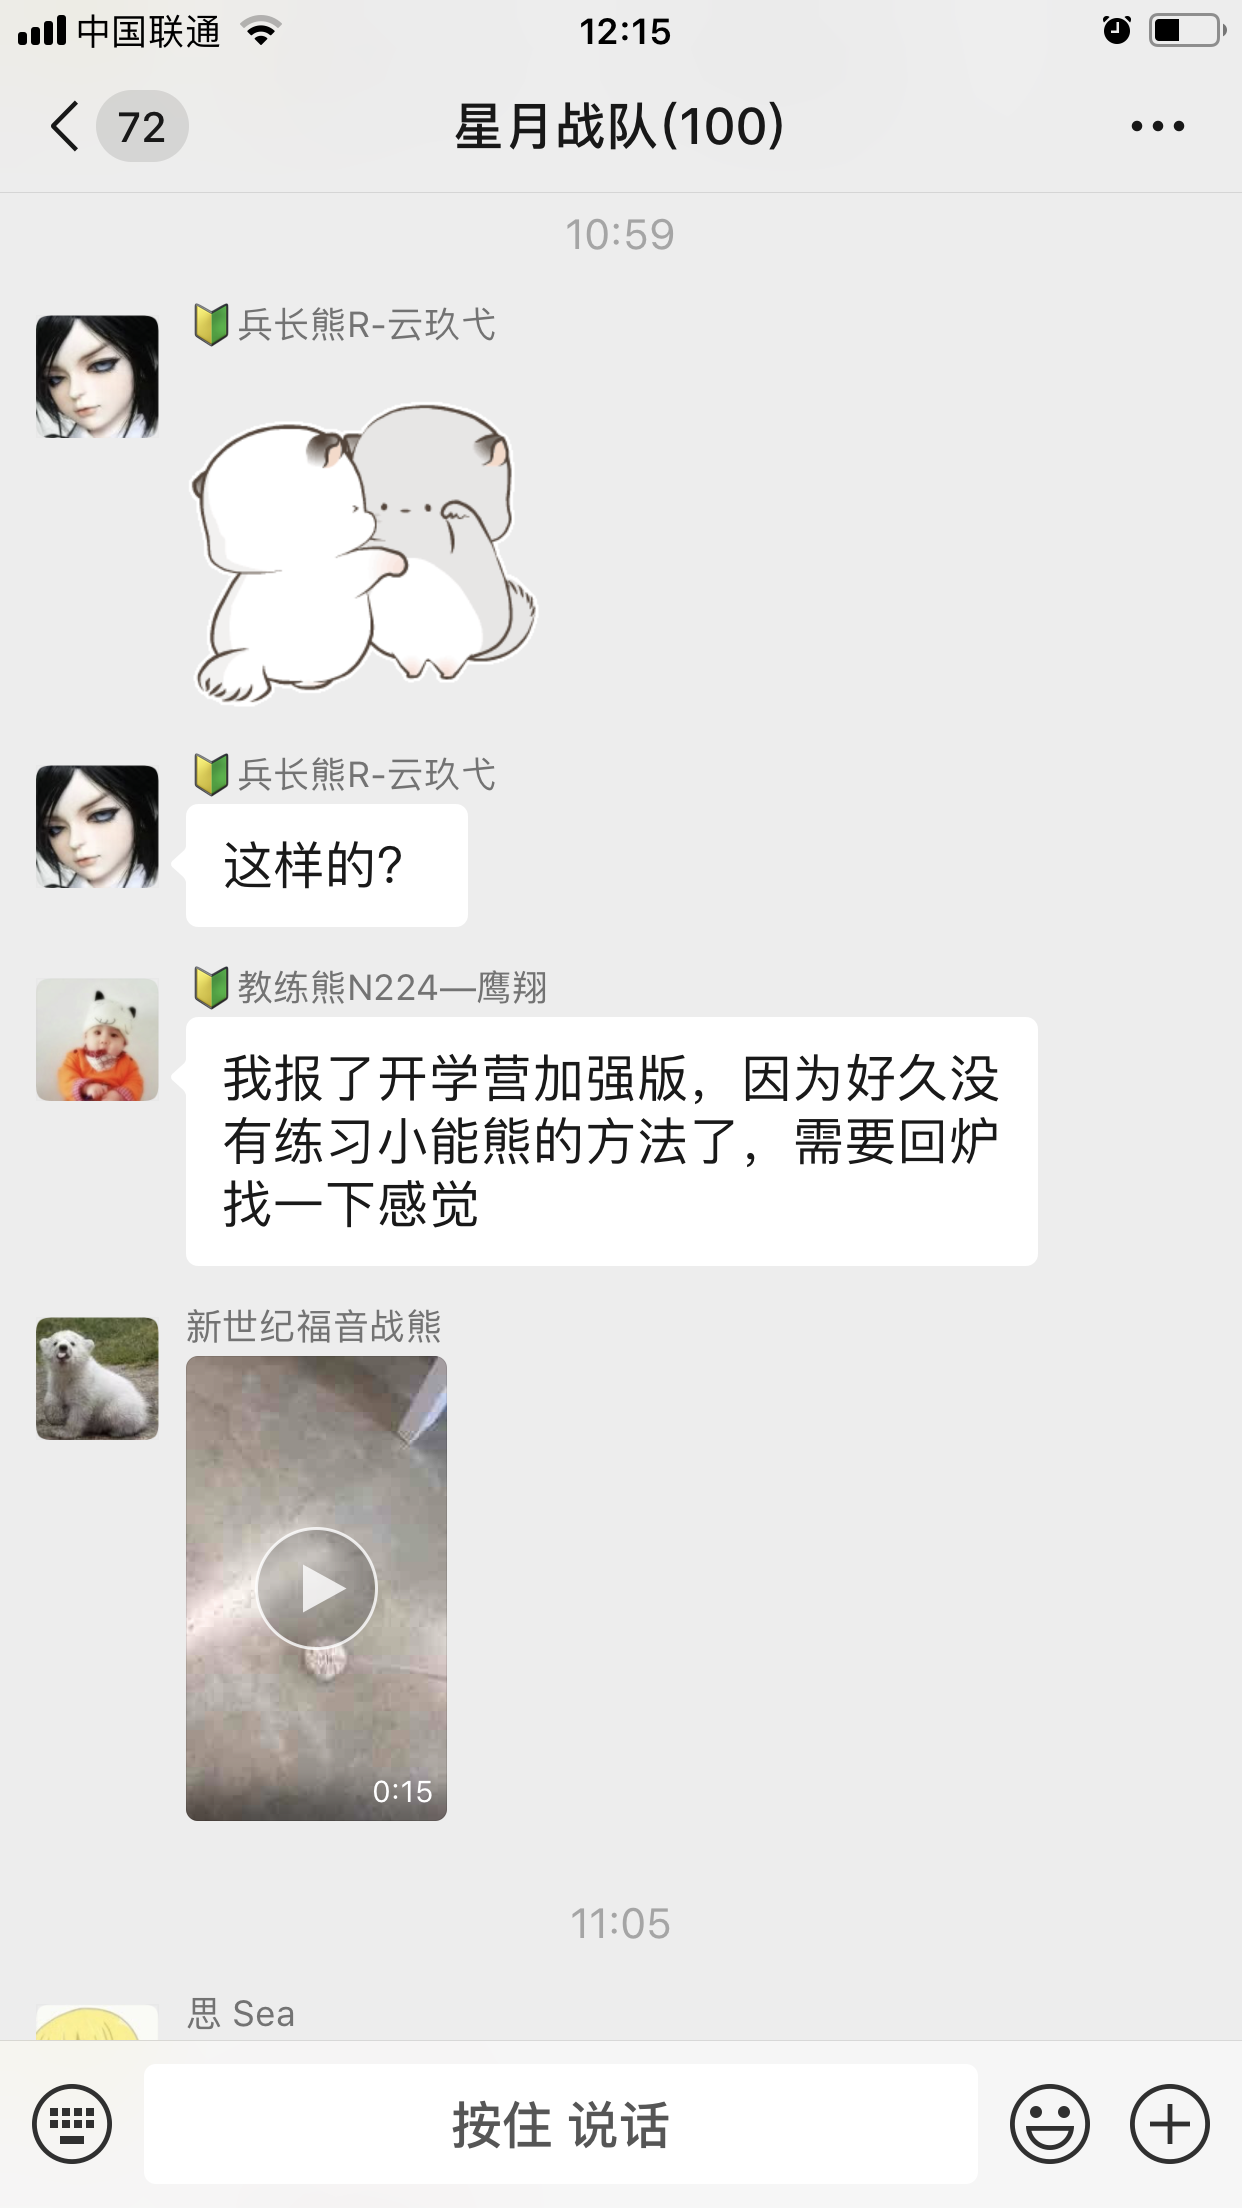 中国联通
12:15
72
星月战队(100)
10:59
兵长熊R-云玖弋
兵长熊R-云玖弋
这样的?
教练熊N224—鹰翔
我报了开学营加强版，因为好久没
有练习小能熊的方法了，需要回炉
找一下感觉
新世纪福音战熊
0:15
11:05
思 Sea
按住 说话